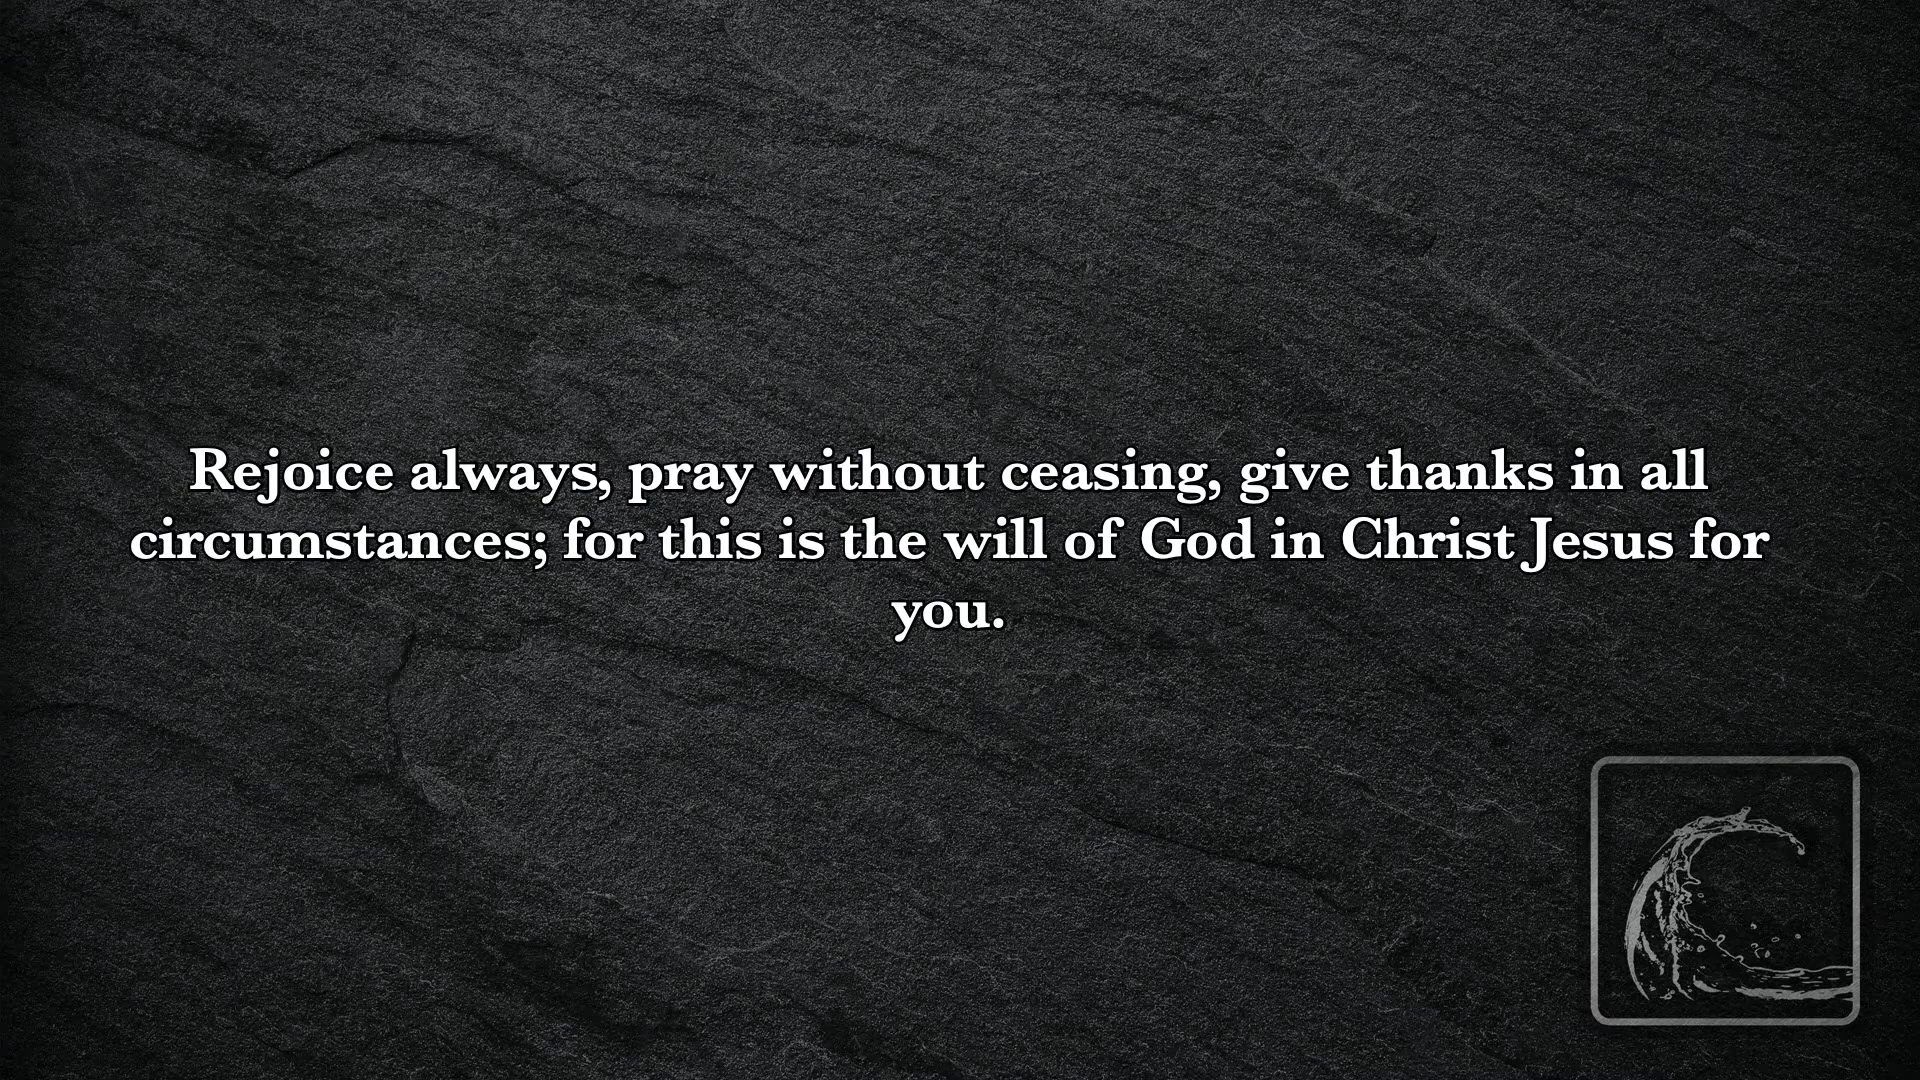 Rejoice always, pray without ceasing, give thanks in all
circumstances; for this is the will of God in Christ Jesus for
you.